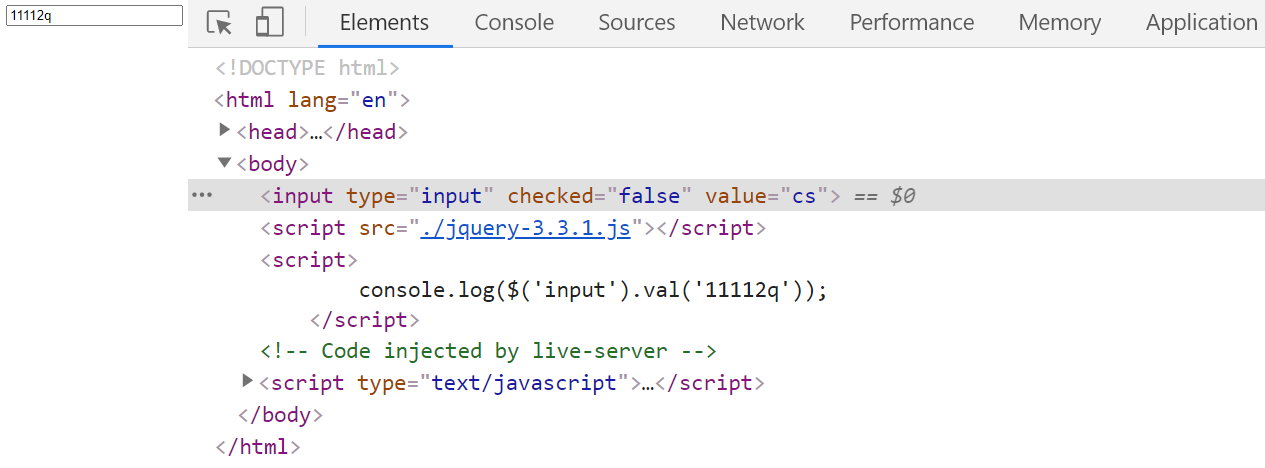 11112q
Elements Console Sources Network Performance Memory Application
<!DOCTYPE html>
<html lang="en">
<head>…</head>
<body>
<input type="input" checked="false" value="cs"> == $0
<script src="./jquery-3.3.1.js"></script>
<script>
console.log($('input').val('11112q'));
</script>
<!-- Code injected by live-server -->
<script type="text/javascript">…</script>
</body>
</html>